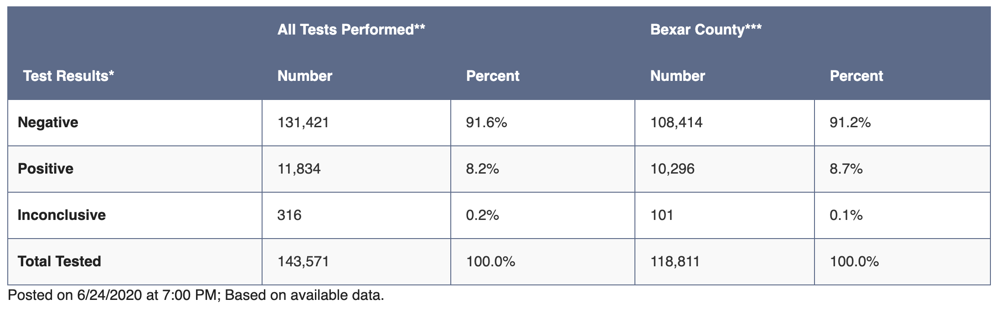 All Tests Performed** Bexar County***
Test Results* Number Percent Number Percent
Negative 131,421 91.6% 108,414 91.2%
Positive 11,834 8.2% 10,296 8.7%
Inconclusive 316 0.2% 101 0.1%
Total Tested 143,571 100.0% 118,811 100.0%
Posted on 6/24/2020 at 7:00 PM; Based on available data.